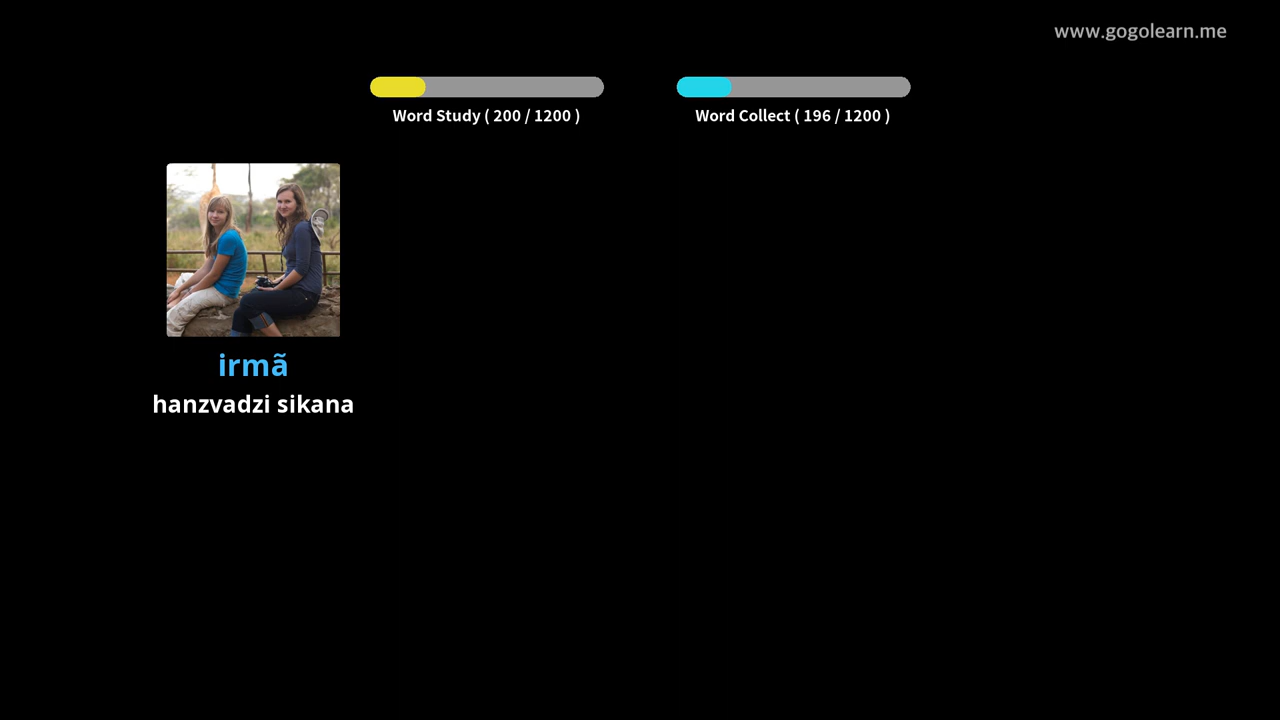 www.gogolearn.me
Word Study ( 200 / 1200 )
Word Collect ( 196 / 1200 )
irmã
hanzvadzi sikana